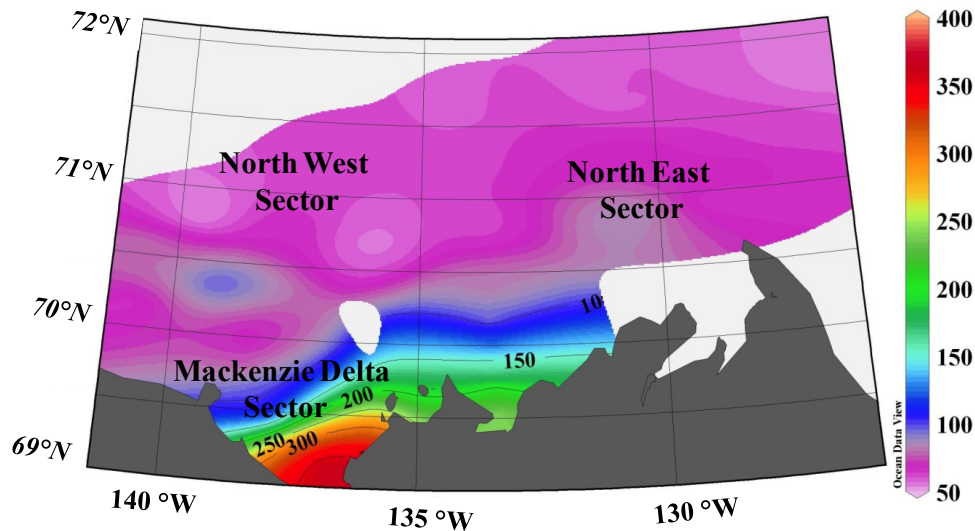 72°N
71°N
70°N
69°N
140 °W
135 °W
130 °W
North West
Sector
North East
Sector
Mackenzie Delta
Sector
10
150
200
250
300
400
350
300
250
200
150
100
50
Ocean Data View